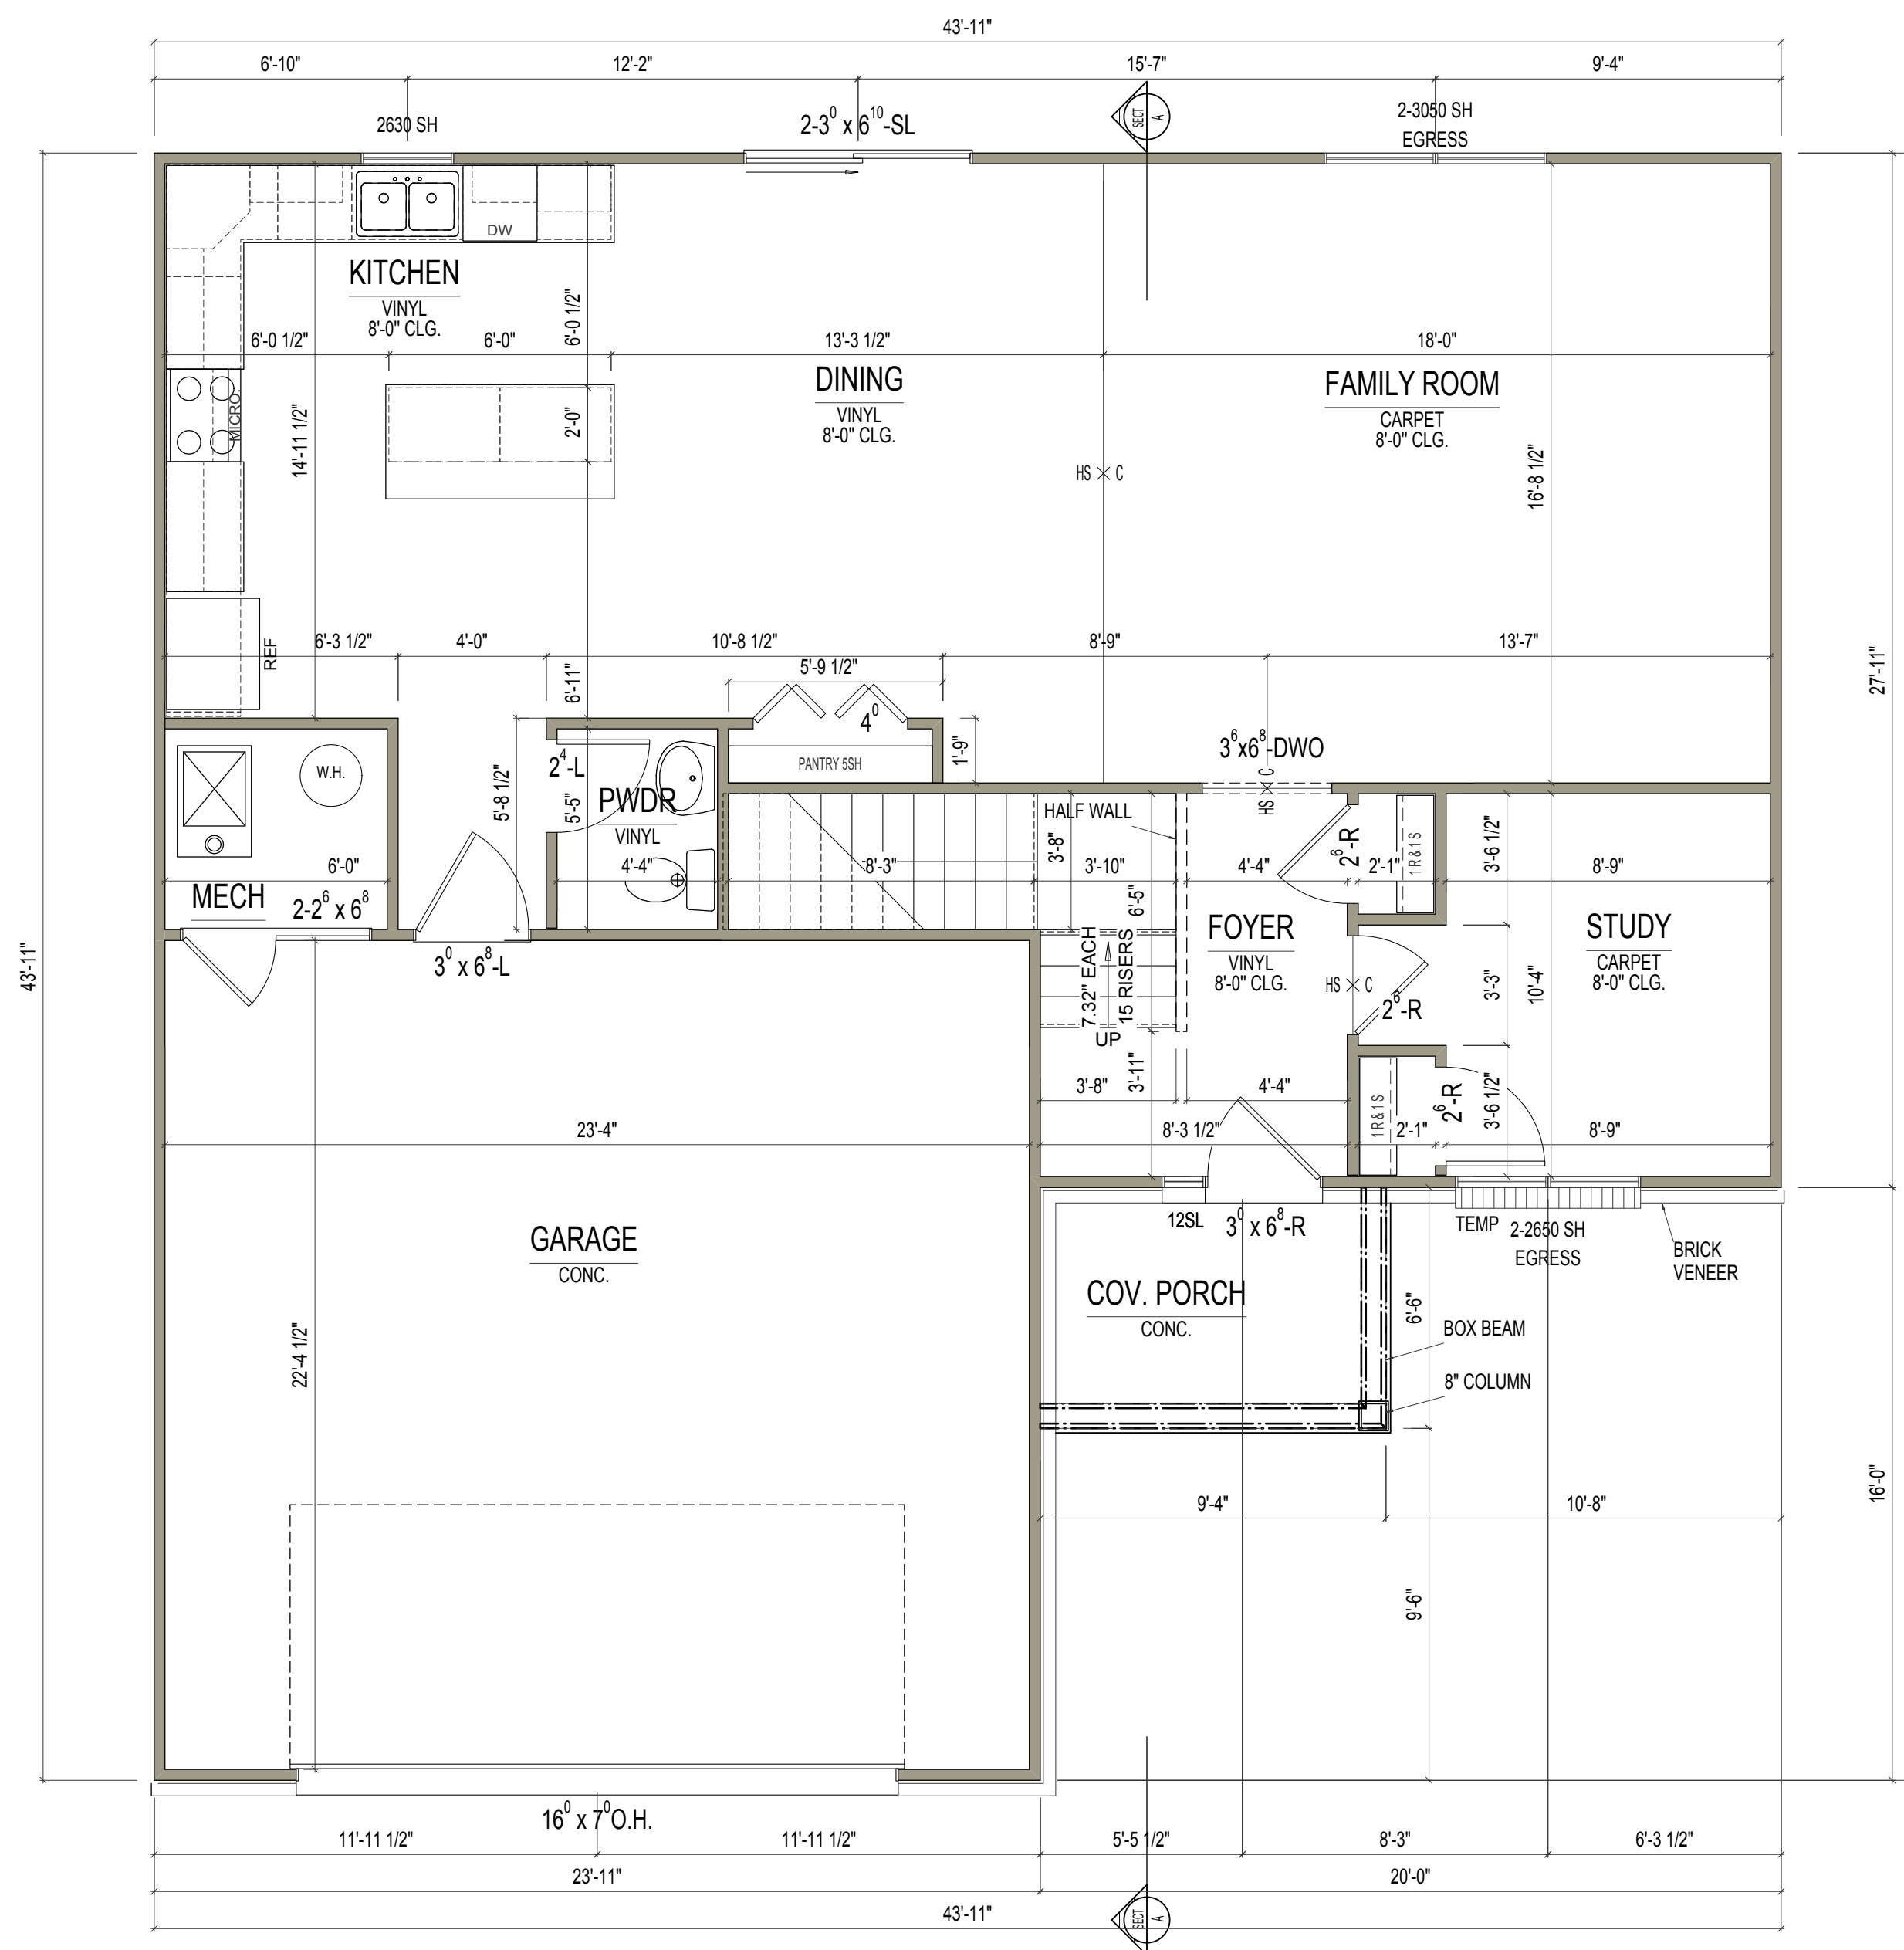 43'-11"
6'-10"
12'-2"
15'-7"
9'-4"
2630 SH
2-3⁰ x 6¹⁰-SL
SECT
A
2-3050 SH
EGRESS
DW
KITCHEN
VINYL
8'-0" CLG.
6'-0 1/2"
6'-0 1/2"
6'-0"
13'-3 1/2"
18'-0"
DINING
VINYL
8'-0" CLG.
FAMILY ROOM
CARPET
8'-0" CLG.
MICRO.
14'-11 1/2"
2'-0"
HS C
16'-8 1/2"
REF
6'-3 1/2"
4'-0"
10'-8 1/2"
8'-9"
13'-7"
5'-9 1/2"
6'-11"
27'-11"
4⁰
1'-9"
3⁶x6⁸-DWO
HS C
W.H.
2⁴-L
PANTRY 5SH
5'-8 1/2"
5'-5"
PWDR
VINYL
HALF WALL
3'-8"
2⁶-R
1R&1S
3'-6 1/2"
6'-0"
4'-4"
8'-3"
3'-10"
4'-4"
2'-1"
8'-9"
MECH
2-2⁶ x 6⁸
6'-5"
FOYER
VINYL
8'-0" CLG.
STUDY
CARPET
8'-0" CLG.
43'-11"
3⁰ x 6⁸-L
7.32" EACH
15 RISERS
UP
HS C
2⁶-R
3'-3"
10'-4"
3'-8"
3'-11"
4'-4"
1R&1S
2⁶-R
3'-6 1/2"
23'-4"
8'-3 1/2"
2'-1"
8'-9"
12SL
3⁰ x 6⁸-R
TEMP
2-2650 SH
EGRESS
BRICK
VENEER
GARAGE
CONC.
COV. PORCH
CONC.
6'-6"
BOX BEAM
8" COLUMN
22'-4 1/2"
9'-4"
10'-8"
16'-0"
9'-6"
16⁰ x 7⁰O.H.
11'-11 1/2"
11'-11 1/2"
5'-5 1/2"
8'-3"
6'-3 1/2"
23'-11"
20'-0"
43'-11"
SECT
A